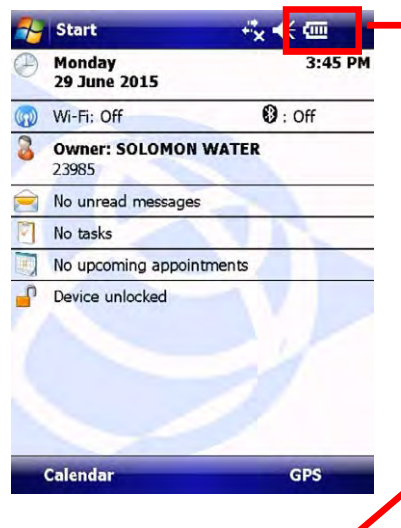 Start
Monday 3:45 PM
29 June 2015
Wi-Fi: Off : Off
Owner: SOLOMON WATER
23985
No unread messages
No tasks
No upcoming appointments
Device unlocked
Calendar GPS